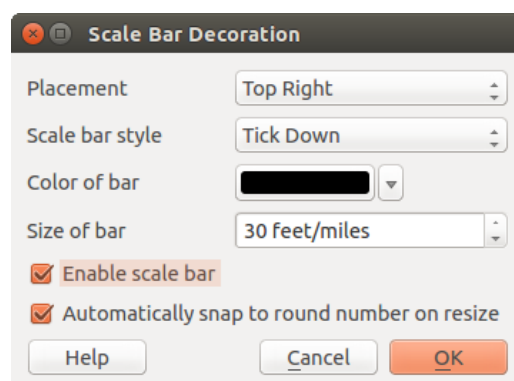 Scale Bar Decoration
Placement Top Right
Scale bar style Tick Down
Color of bar
Size of bar 30 feet/miles
Enable scale bar
Automatically snap to round number on resize
Help Cancel OK